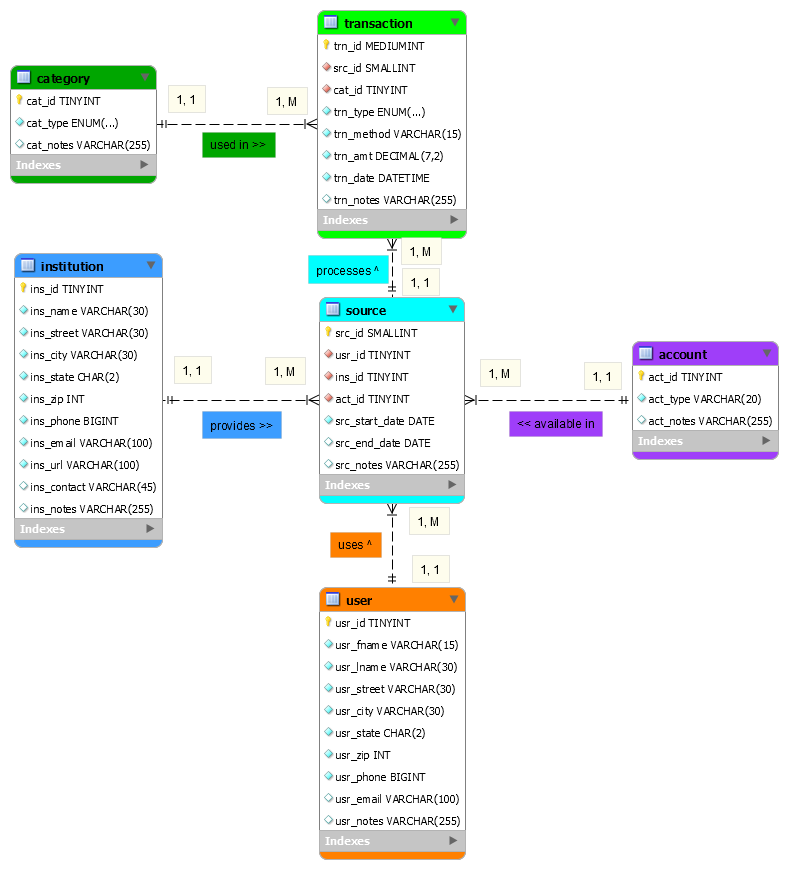 transaction
trn_id MEDIUMINT
src_id SMALLINT
cat_id TINYINT
trn_type ENUM(...)
trn_method VARCHAR(15)
trn_amt DECIMAL(7,2)
trn_date DATETIME
trn_notes VARCHAR(255)
Indexes
category
cat_id TINYINT
cat_type ENUM(...)
cat_notes VARCHAR(255)
Indexes
1, 1
1, M
used in >>
1, M
processes ^
1, 1
institution
ins_id TINYINT
ins_name VARCHAR(30)
ins_street VARCHAR(30)
ins_city VARCHAR(30)
ins_state CHAR(2)
ins_zip INT
ins_phone BIGINT
ins_email VARCHAR(100)
ins_url VARCHAR(100)
ins_contact VARCHAR(45)
ins_notes VARCHAR(255)
Indexes
1, 1
1, M
provides >>
source
src_id SMALLINT
usr_id TINYINT
ins_id TINYINT
act_id TINYINT
src_start_date DATE
src_end_date DATE
src_notes VARCHAR(255)
Indexes
1, M
1, 1
<< available in
account
act_id TINYINT
act_type VARCHAR(20)
act_notes VARCHAR(255)
Indexes
1, M
uses ^
1, 1
user
usr_id TINYINT
usr_fname VARCHAR(15)
usr_lname VARCHAR(30)
usr_street VARCHAR(30)
usr_city VARCHAR(30)
usr_state CHAR(2)
usr_zip INT
usr_phone BIGINT
usr_email VARCHAR(100)
usr_notes VARCHAR(255)
Indexes